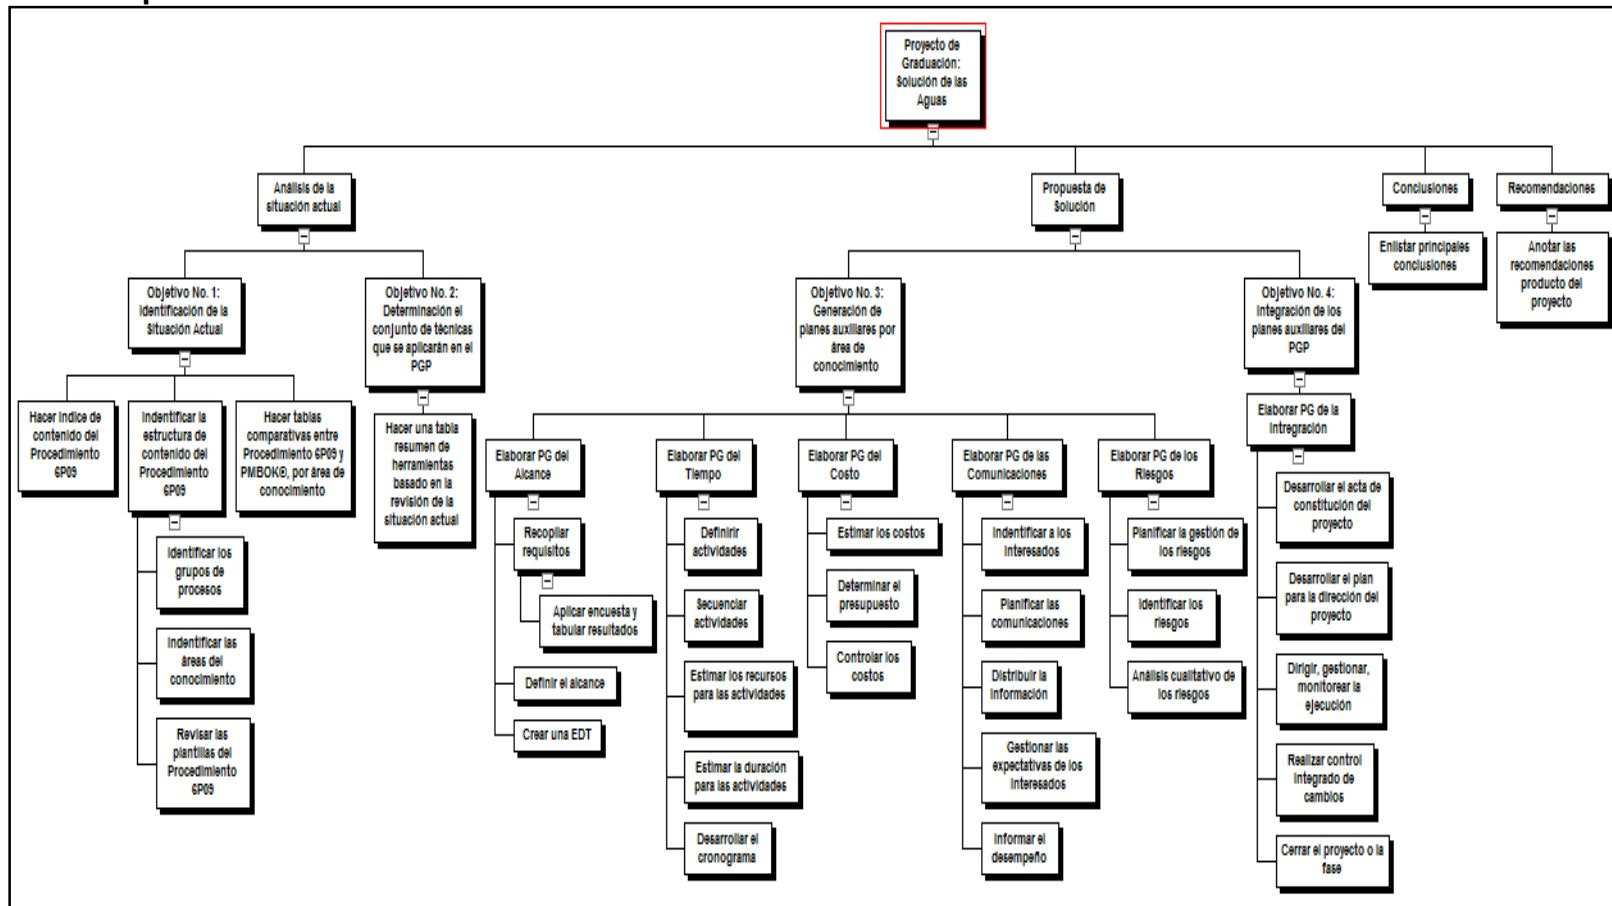 Proyecto de
Graduación:
Solución de las
Aguas
Análisis de la
situación actual
Propuesta de
Solución
Conclusiones
Recomendaciones
Enlistar principales
conclusiones
Anotar las
recomendaciones
producto del
proyecto
Objetivo No. 1:
Identificación de la
Situación Actual
Objetivo No. 2:
Determinación el
conjunto de técnicas
que se aplicarán en el
PGP
Objetivo No. 3:
Generación de
planes auxiliares por
área de
conocimiento
Objetivo No. 4:
Integración de los
planes auxiliares del
PGP
Hacer índice de
contenido del
Procedimiento
6P09
Indentificar la
estructura de
contenido del
Procedimiento
6P09
Hacer tablas
comparativas entre
Procedimiento 6P09 y
PMBOK®, por área de
conocimiento
Identificar los
grupos de
procesos
Indentificar las
áreas del
conocimiento
Revisar las
plantillas del
Procedimiento
6P09
Hacer una tabla
resumen de
herramientas
basado en la
revisión de la
situación actual
Elaborar PG del
Alcance
Recopilar
requisitos
Aplicar encuesta y
tabular resultados
Definir el alcance
Crear una EDT
Elaborar PG del
Tiempo
Definirir
actividades
Secuenciar
actividades
Estimar los recursos
para las actividades
Estimar la duración
para las actividades
Desarrollar el
cronograma
Elaborar PG del
Costo
Estimar los costos
Determinar el
presupuesto
Controlar los
costos
Elaborar PG de las
Comunicaciones
Indentificar a los
Interesados
Planificar las
comunicaciones
Distribuir la
información
Gestionar las
expectativas de los
interesados
Informar el
desempeño
Elaborar PG de los
Riesgos
Planificar la gestión de
los riesgos
Identificar los
riesgos
Análisis cualitativo de
los riesgos
Elaborar PG de la
Intregración
Desarrollar el acta de
constitución del
proyecto
Desarrollar el plan
para la dirección del
proyecto
Dirigir, gestionar,
monitorear la
ejecución
Realizar control
integrado de
cambios
Cerrar el proyecto o la
fase